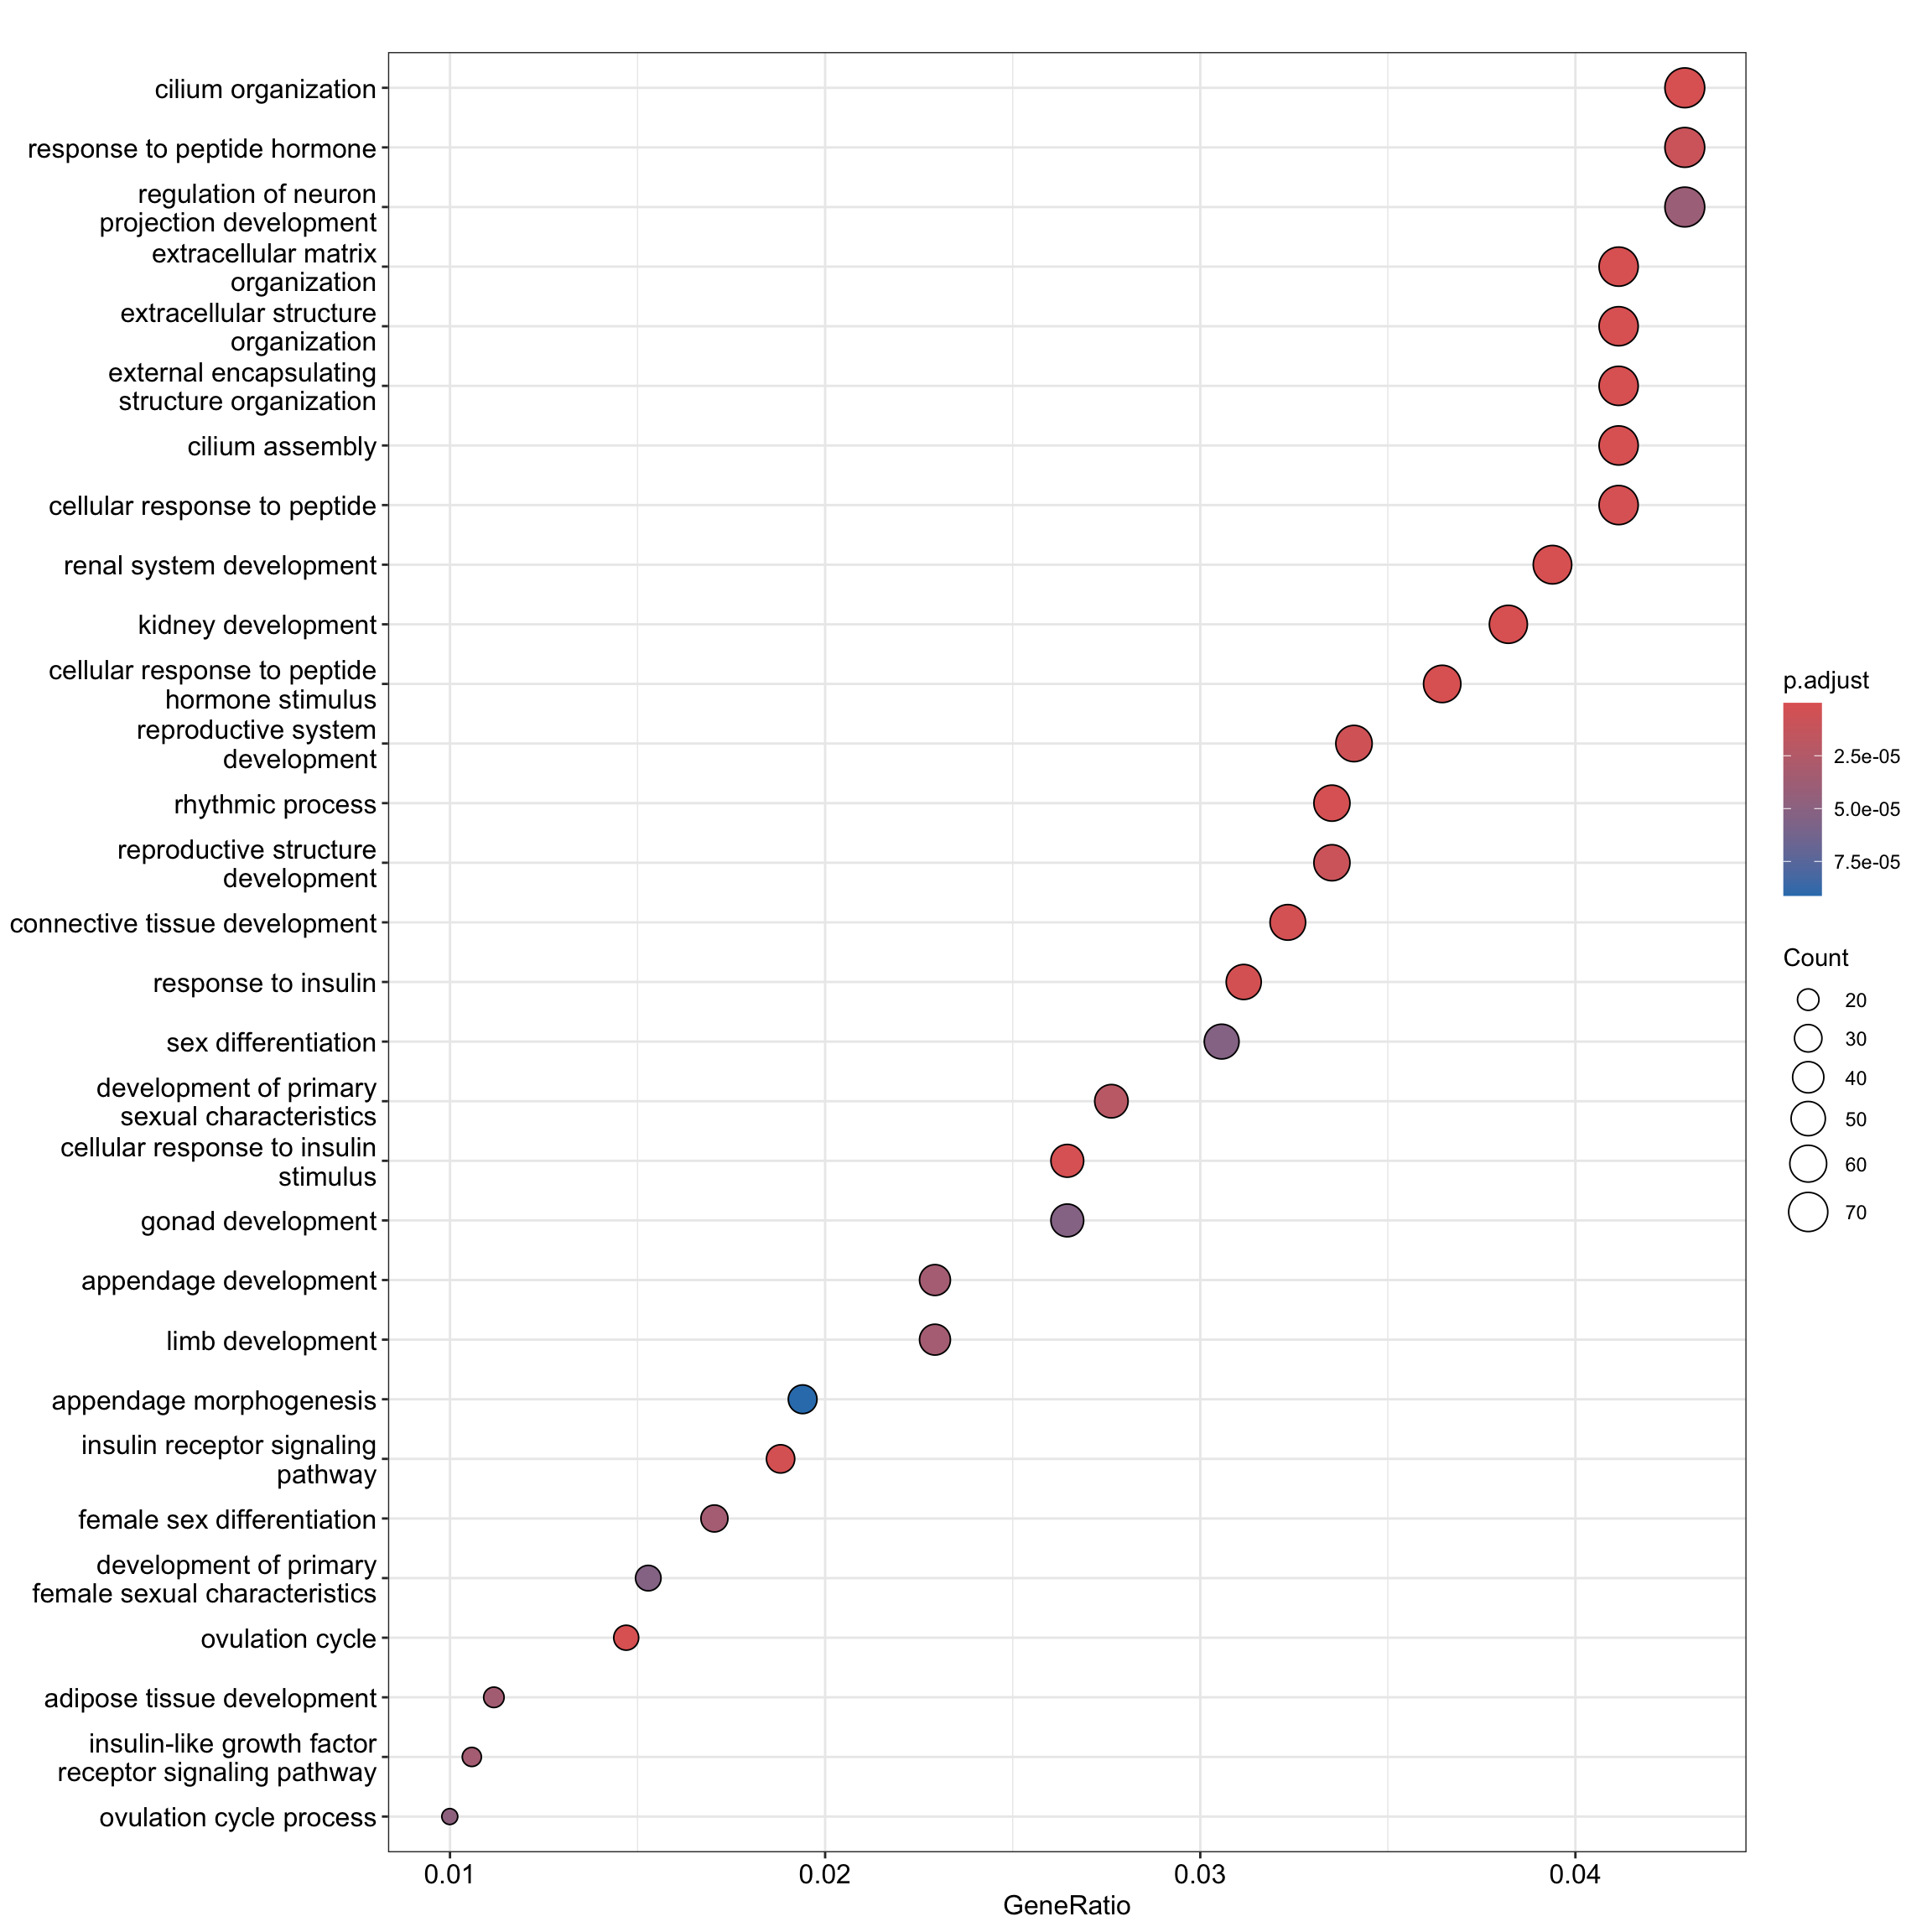 cilium organization
response to peptide hormone
regulation of neuron
projection development
extracellular matrix
organization
extracellular structure
organization
external encapsulating
structure organization
cilium assembly
cellular response to peptide
renal system development
kidney development
cellular response to peptide
hormone stimulus
reproductive system
development
rhythmic process
reproductive structure
development
connective tissue development
response to insulin
sex differentiation
development of primary
sexual characteristics
cellular response to insulin
stimulus
gonad development
appendage development
limb development
appendage morphogenesis
insulin receptor signaling
pathway
female sex differentiation
development of primary
female sexual characteristics
ovulation cycle
adipose tissue development
insulin-like growth factor
receptor signaling pathway
ovulation cycle process
0.01 0.02 0.03 0.04
GeneRatio
p.adjust
2.5e-05
5.0e-05
7.5e-05
Count
20
30
40
50
60
70